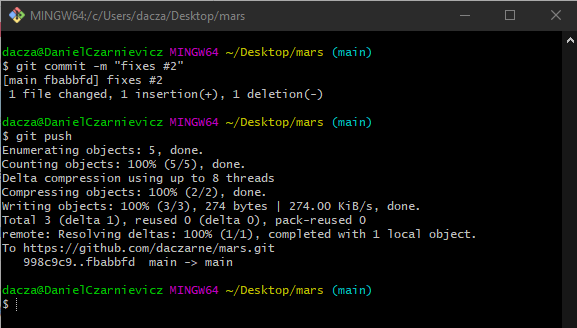 MINGW64:/c/Users/dacza/Desktop/mars
dacza@DanielCzarnievicz MINGW64 ~/Desktop/mars (main)
$ git commit -m "fixes #2"
[main fbabbfd] fixes #2
 1 file changed, 1 insertion(+), 1 deletion(-)
dacza@DanielCzarnievicz MINGW64 ~/Desktop/mars (main)
$ git push
Enumerating objects: 5, done.
Counting objects: 100% (5/5), done.
Delta compression using up to 8 threads
Compressing objects: 100% (2/2), done.
Writing objects: 100% (3/3), 274 bytes | 274.00 KiB/s, done.
Total 3 (delta 1), reused 0 (delta 0), pack-reused 0
remote: Resolving deltas: 100% (1/1), completed with 1 local object.
To https://github.com/daczarne/mars.git
   998c9c9..fbabbfd  main -> main
dacza@DanielCzarnievicz MINGW64 ~/Desktop/mars (main)
$